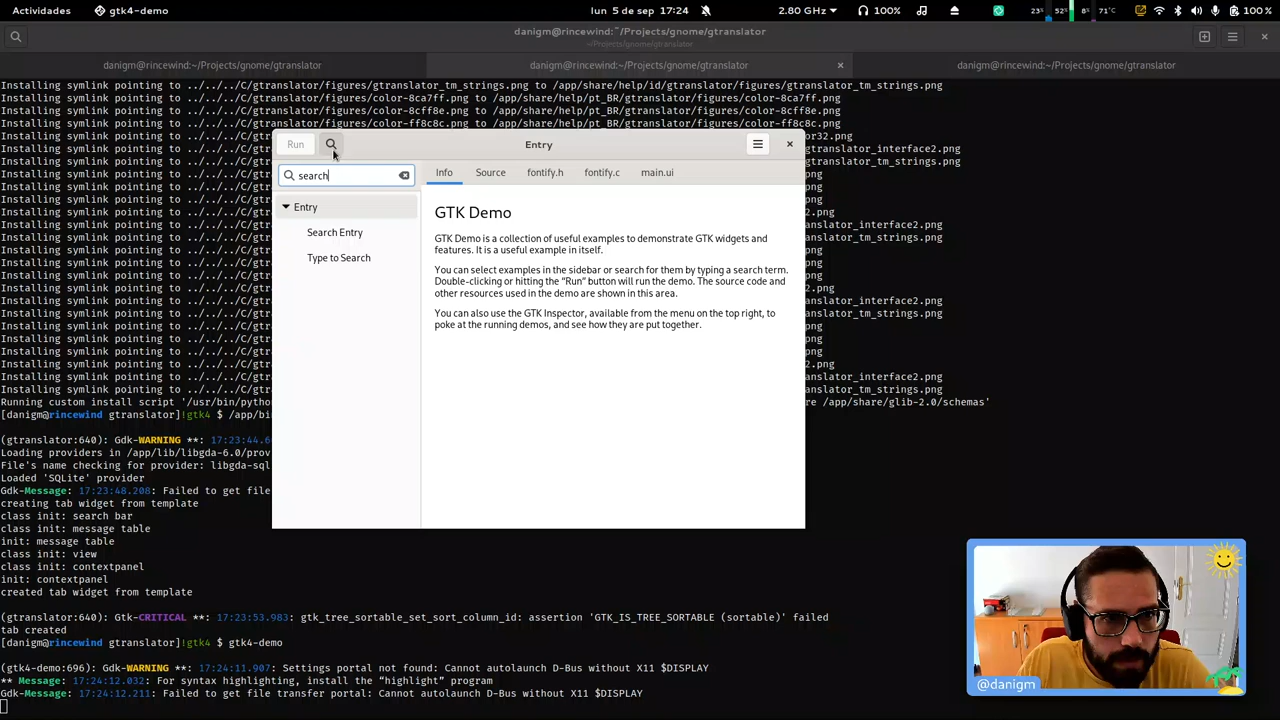 Actividades
gtk4-demo
lun 5 de sep 17:24
2.80 GHz
100%
23%
52%
8%
71°C
100 %
danigm@rincewind:~/Projects/gnome/gtranslator
~/Projects/gnome/gtranslator
danigm@rincewind:~/Projects/gnome/gtranslator
danigm@rincewind:~/Projects/gnome/gtranslator
danigm@rincewind:~/Projects/gnome/gtranslator
Installing symlink pointing to ../../../C/gtranslator/figures/gtranslator_tm_strings.png to /app/share/help/id/gtranslator/figures/gtranslator_tm_strings.png
Installing symlink pointing to ../../../C/gtranslator/figures/color-8ca7ff.png to /app/share/help/pt_BR/gtranslator/figures/color-8ca7ff.png
Installing symlink pointing to ../../../C/gtranslator/figures/color-8cff8e.png to /app/share/help/pt_BR/gtranslator/figures/color-8cff8e.png
Installing symlink pointing to ../../../C/gtranslator/figures/color-ff8c8c.png to /app/share/help/pt_BR/gtranslator/figures/color-ff8c8c.png
Running custom install script '/usr/bin/pytho
re /app/share/glib-2.0/schemas'
[danigm@rincewind gtranslator]!gtk4 $ /app/bin
(gtranslator:640): Gdk-WARNING **: 17:23:44.6
Loading providers in /app/lib/libgda-6.0/prov
File's name checking for provider: libgda-sql
Loaded 'SQLite' provider
Gdk-Message: 17:23:48.208: Failed to get file
creating tab widget from template
class init: search bar
class init: message table
init: message table
class init: view
class init: contextpanel
init: contextpanel
created tab widget from template
(gtranslator:640): Gtk-CRITICAL **: 17:23:53.983: gtk_tree_sortable_set_sort_column_id: assertion 'GTK_IS_TREE_SORTABLE (sortable)' failed
tab created
[danigm@rincewind gtranslator]!gtk4 $ gtk4-demo
(gtk4-demo:696): Gdk-WARNING **: 17:24:11.907: Settings portal not found: Cannot autolaunch D-Bus without X11 $DISPLAY
** Message: 17:24:12.032: For syntax highlighting, install the “highlight” program
Gdk-Message: 17:24:12.211: Failed to get file transfer portal: Cannot autolaunch D-Bus without X11 $DISPLAY
Run
Entry
search
Info
Source
fontify.h
fontify.c
main.ui
Entry
Search Entry
Type to Search
GTK Demo
GTK Demo is a collection of useful examples to demonstrate GTK widgets and
features. It is a useful example in itself.
You can select examples in the sidebar or search for them by typing a search term.
Double-clicking or hitting the “Run” button will run the demo. The source code and
other resources used in the demo are shown in this area.
You can also use the GTK Inspector, available from the menu on the top right, to
poke at the running demos, and see how they are put together.
@danigm